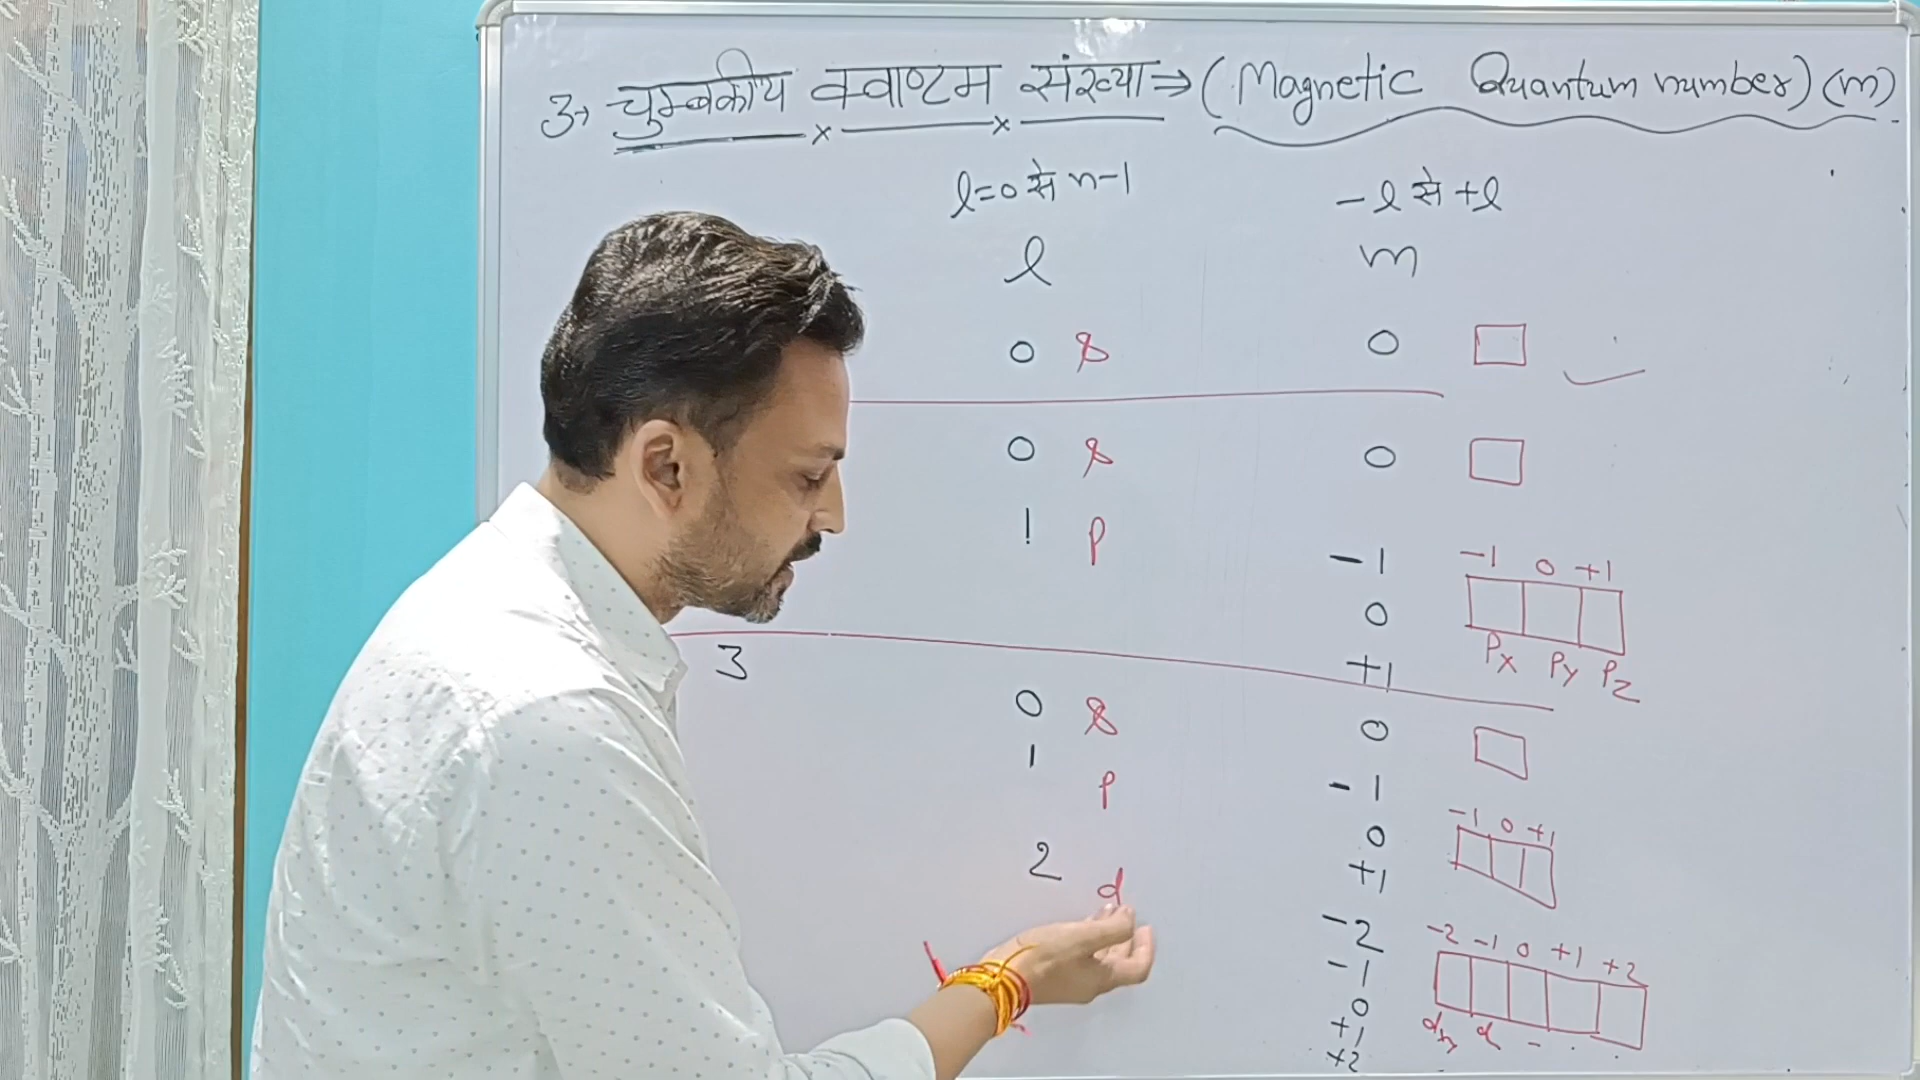 3→ चुम्बकीय क्वाण्टम संख्या → (Magnetic Quantum number) (m)
l=0 से n-1 -l से +l
l m
0 s 0
0 s 0
1 p -1 -1 0 +1
0
Px Py Pz
+1
3
0 s 0
1 p -1
-1 0 +1
0
2 d +1
-2 -2 -1 0 +1 +2
-1
0
+1 d
+2